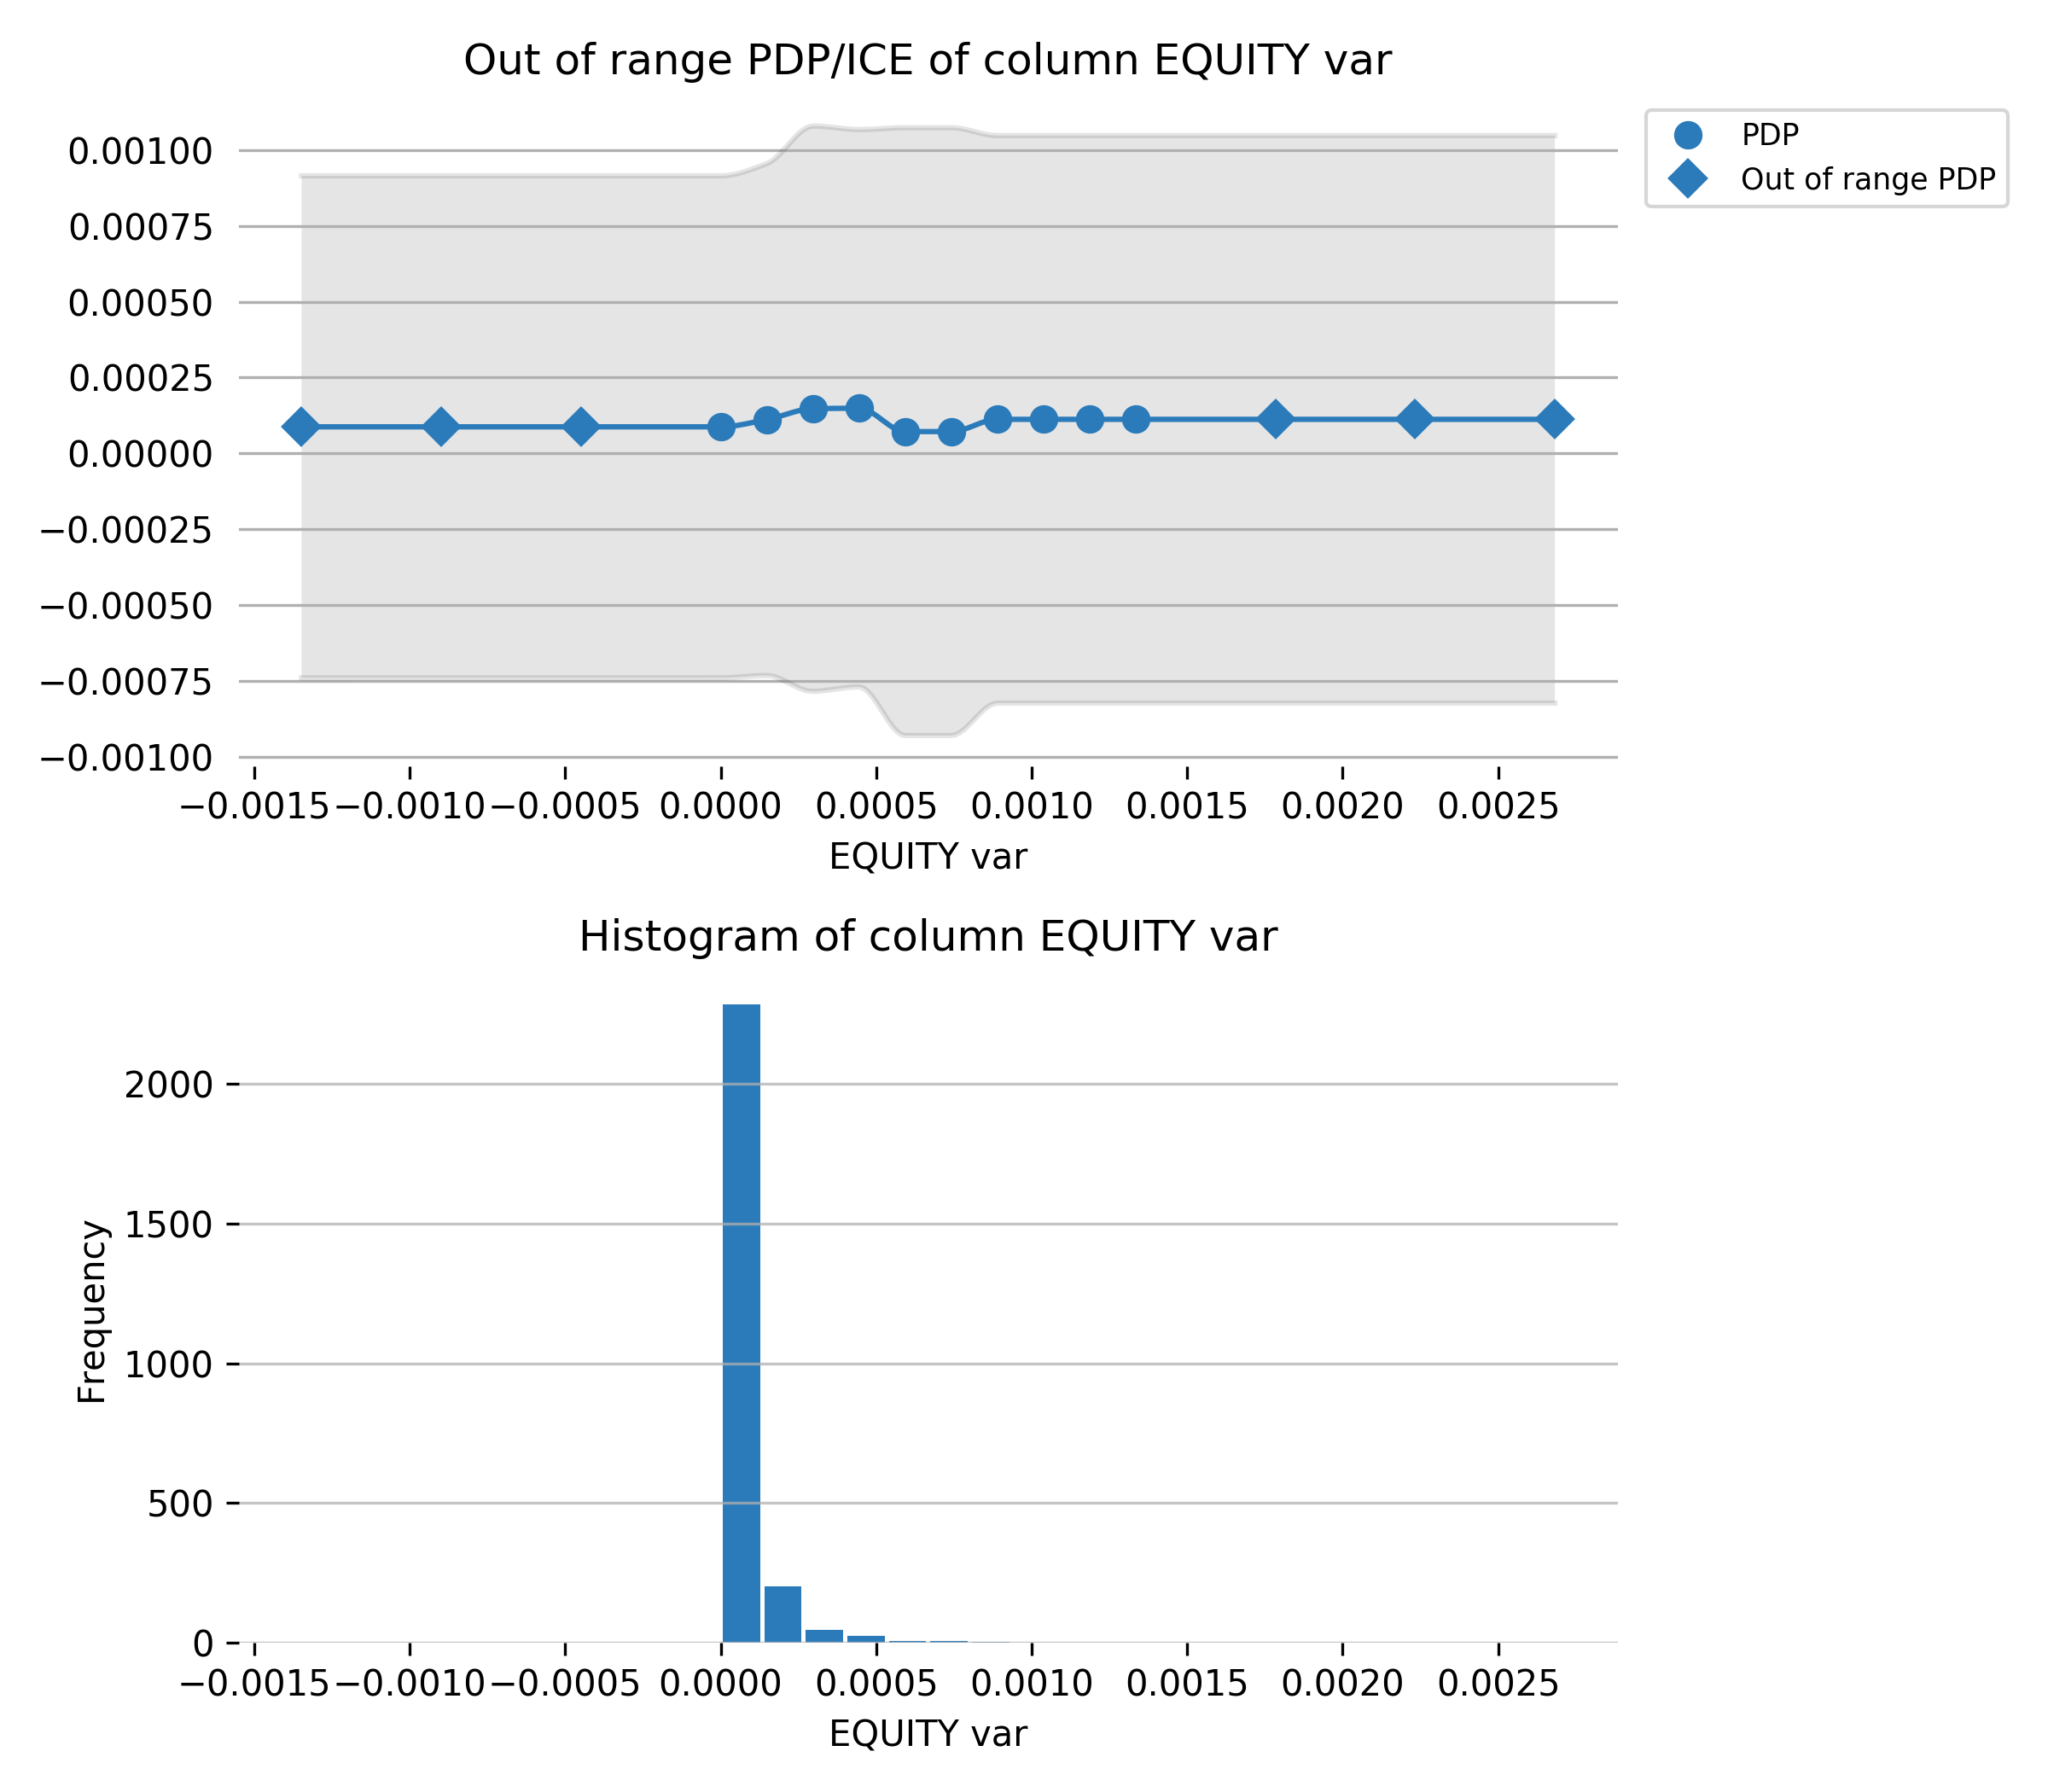 Out of range PDP/ICE of column EQUITY var
PDP
Out of range PDP
0.00100
0.00075
0.00050
0.00025
0.00000
−0.00025
−0.00050
−0.00075
−0.00100
−0.0015 −0.0010 −0.0005 0.0000 0.0005 0.0010 0.0015 0.0020 0.0025
EQUITY var
Histogram of column EQUITY var
Frequency
2000
1500
1000
500
0
−0.0015 −0.0010 −0.0005 0.0000 0.0005 0.0010 0.0015 0.0020 0.0025
EQUITY var